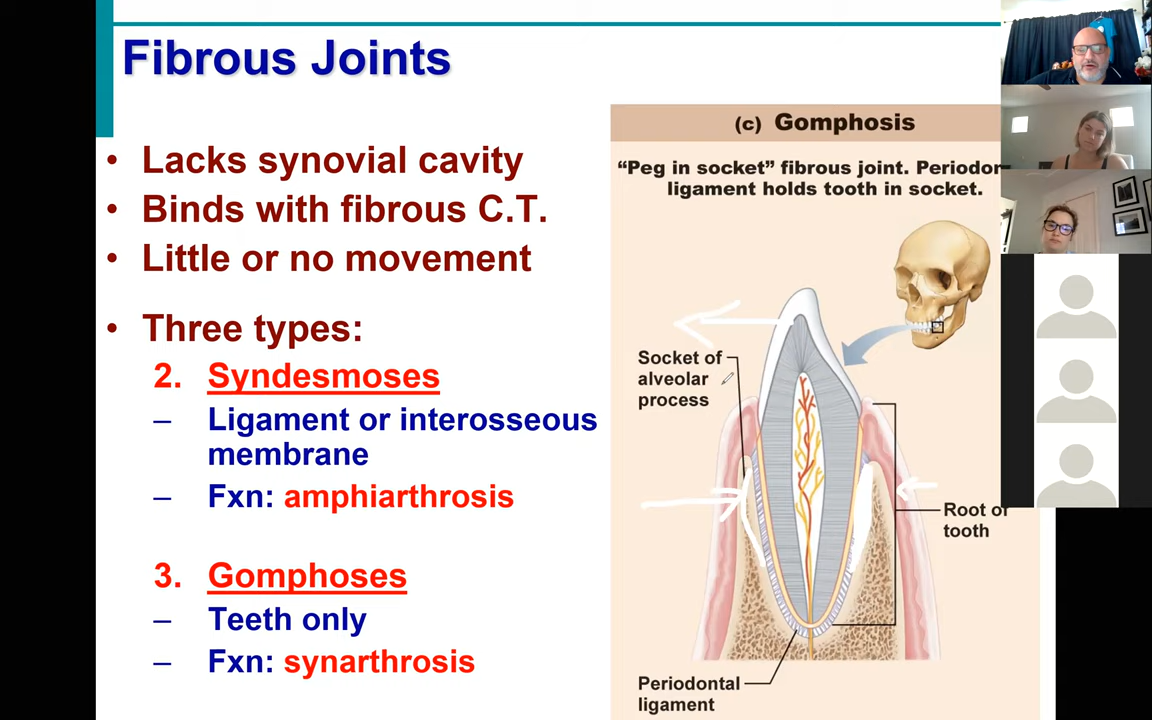 Fibrous Joints
• Lacks synovial cavity
• Binds with fibrous C.T.
• Little or no movement
• Three types:
2. Syndesmoses
– Ligament or interosseous
membrane
– Fxn: amphiarthrosis
3. Gomphoses
– Teeth only
– Fxn: synarthrosis
(c) Gomphosis
“Peg in socket” fibrous joint. Periodon
ligament holds tooth in socket.
Socket of
alveolar
process
Root of
tooth
Periodontal
ligament